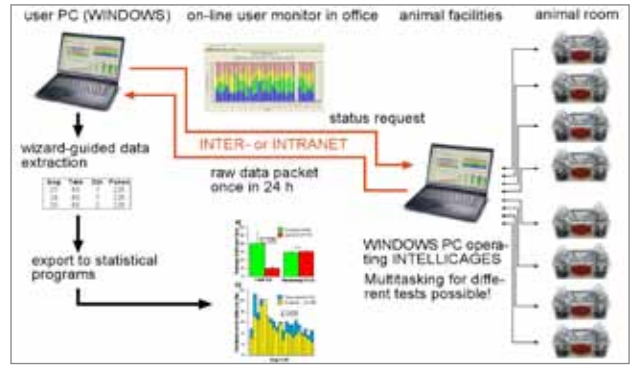 user PC (WINDOWS)
on-line user monitor in office
animal facilities
animal room
status request
INTER- or INTRANET
raw data packet
once in 24 h
wizard-guided data
extraction
export to statistical
programs
WINDOWS PC opera-
ting INTELLICAGES
Multitasking for diffe-
rent tests possible!